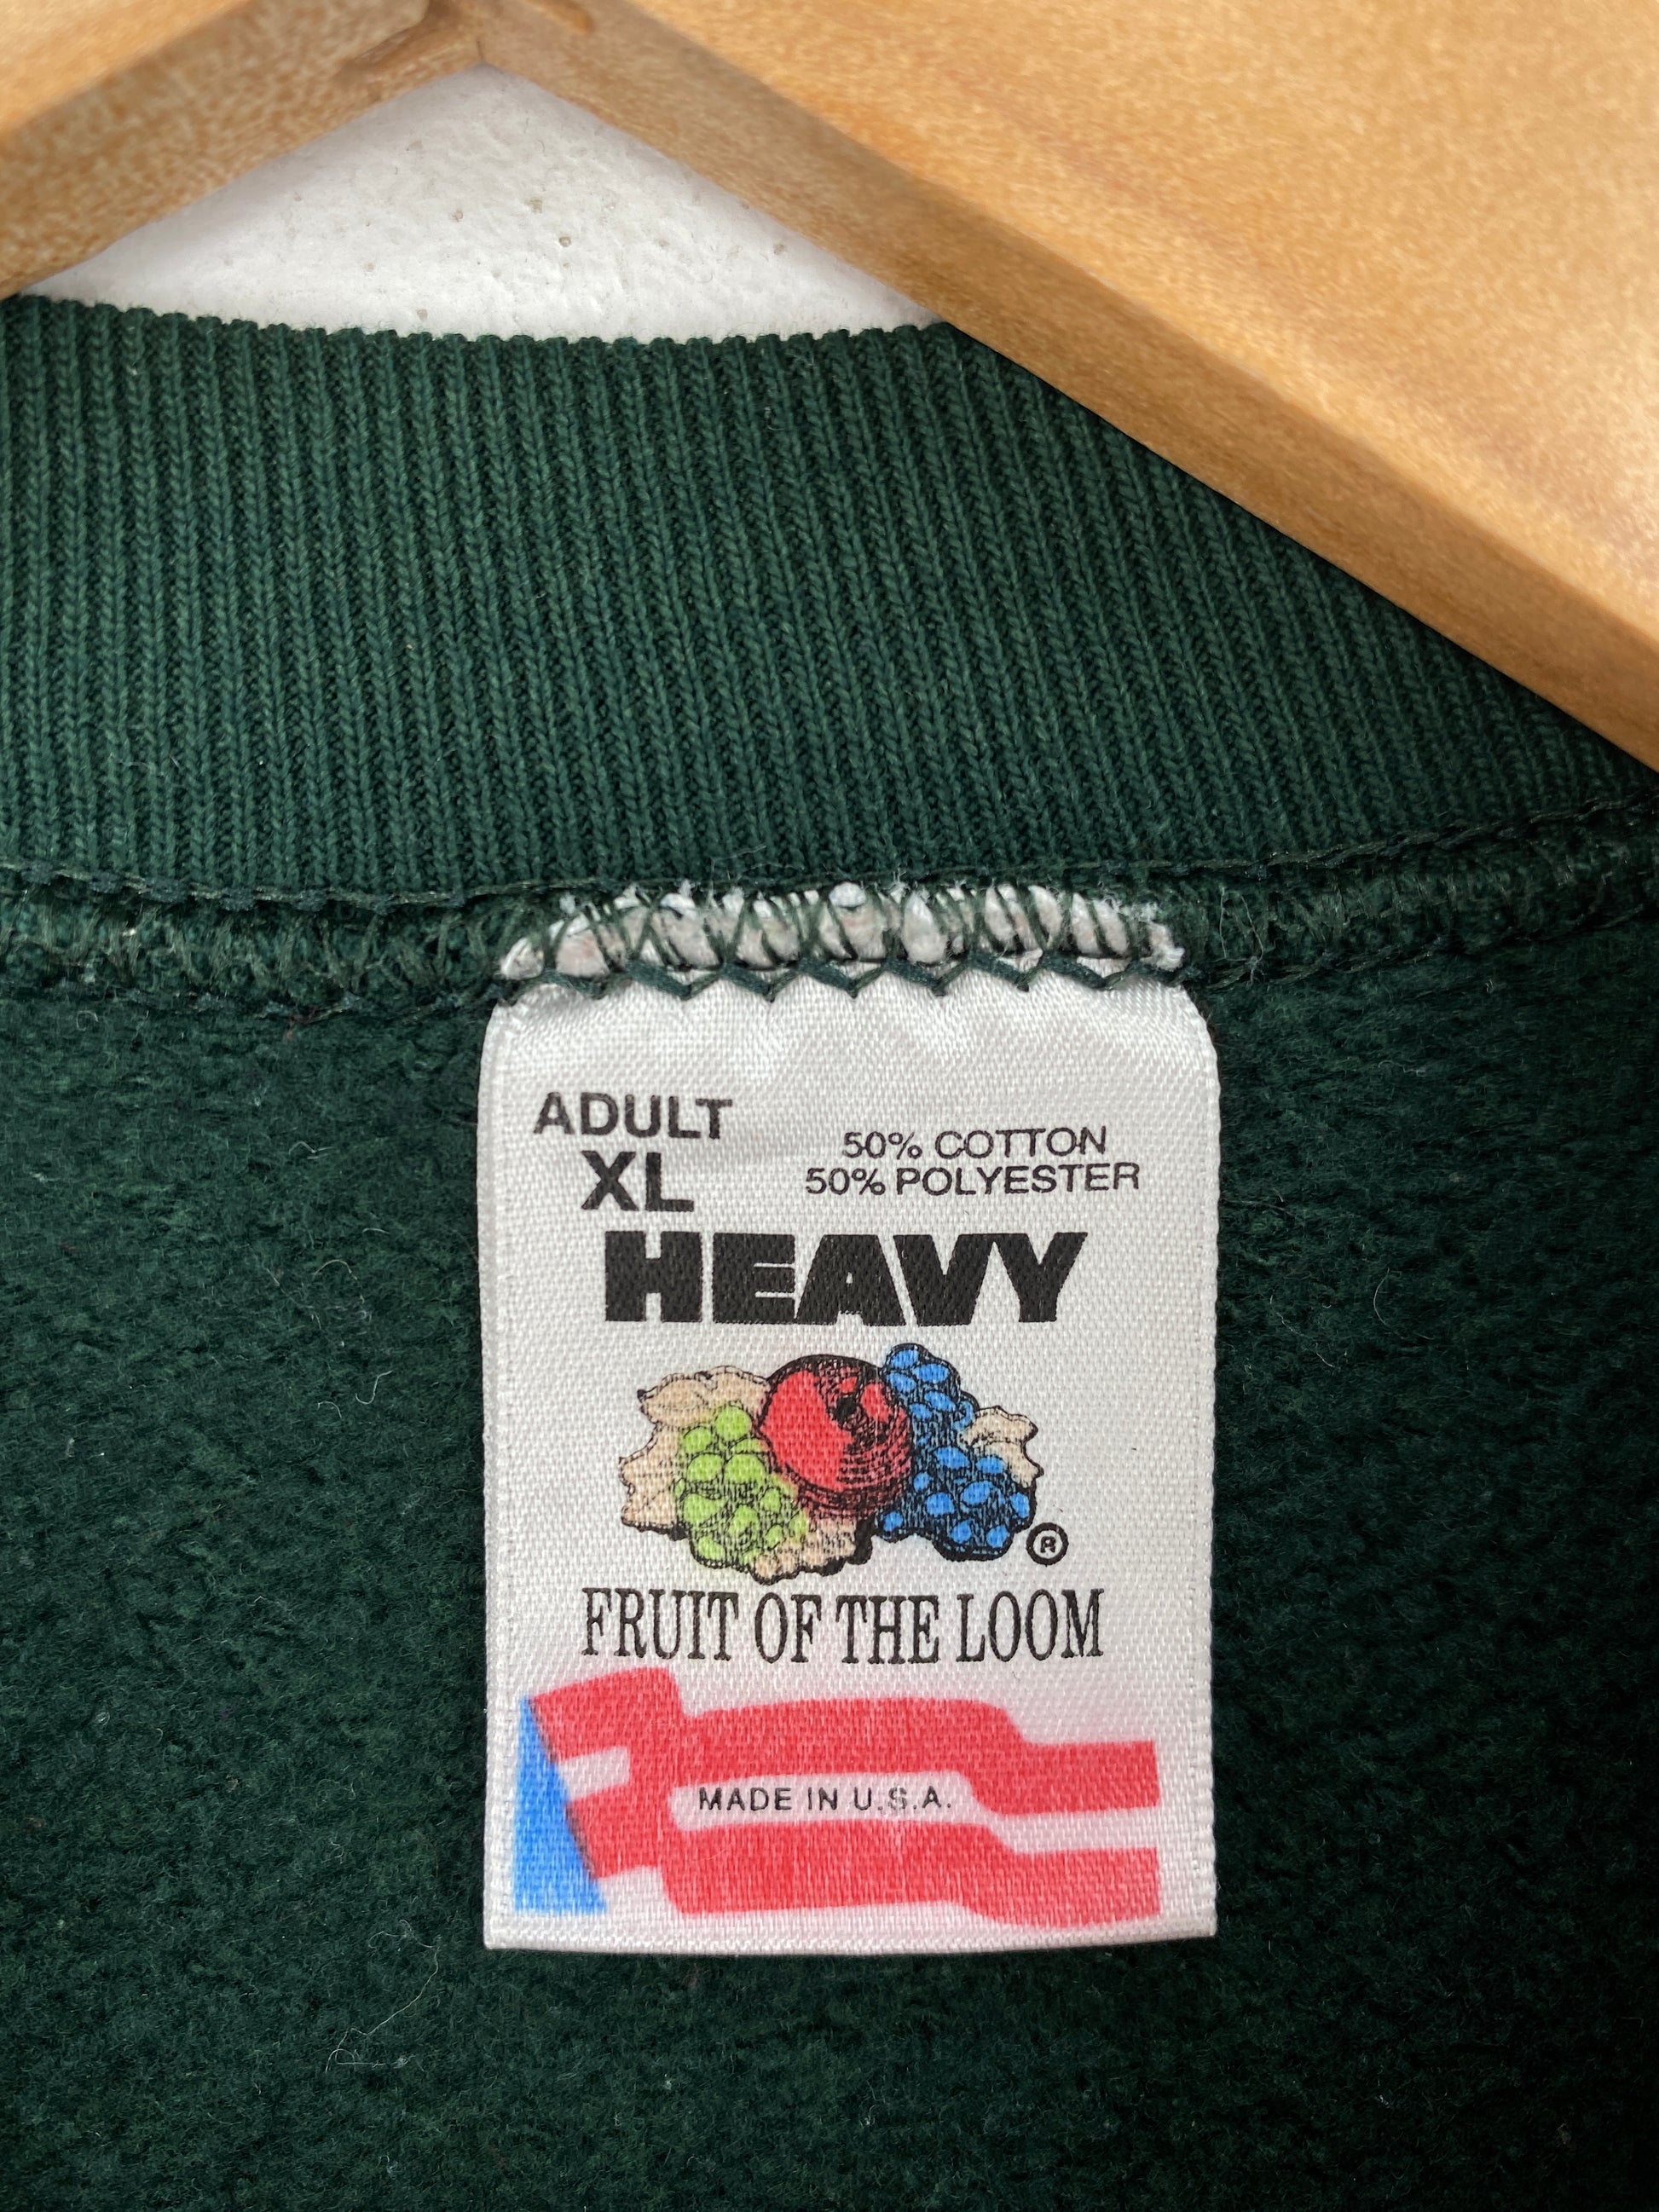 ADULT
XL
50% COTTON
50% POLYESTER
HEAVY
®
FRUIT OF THE LOOM
MADE IN U.S.A.